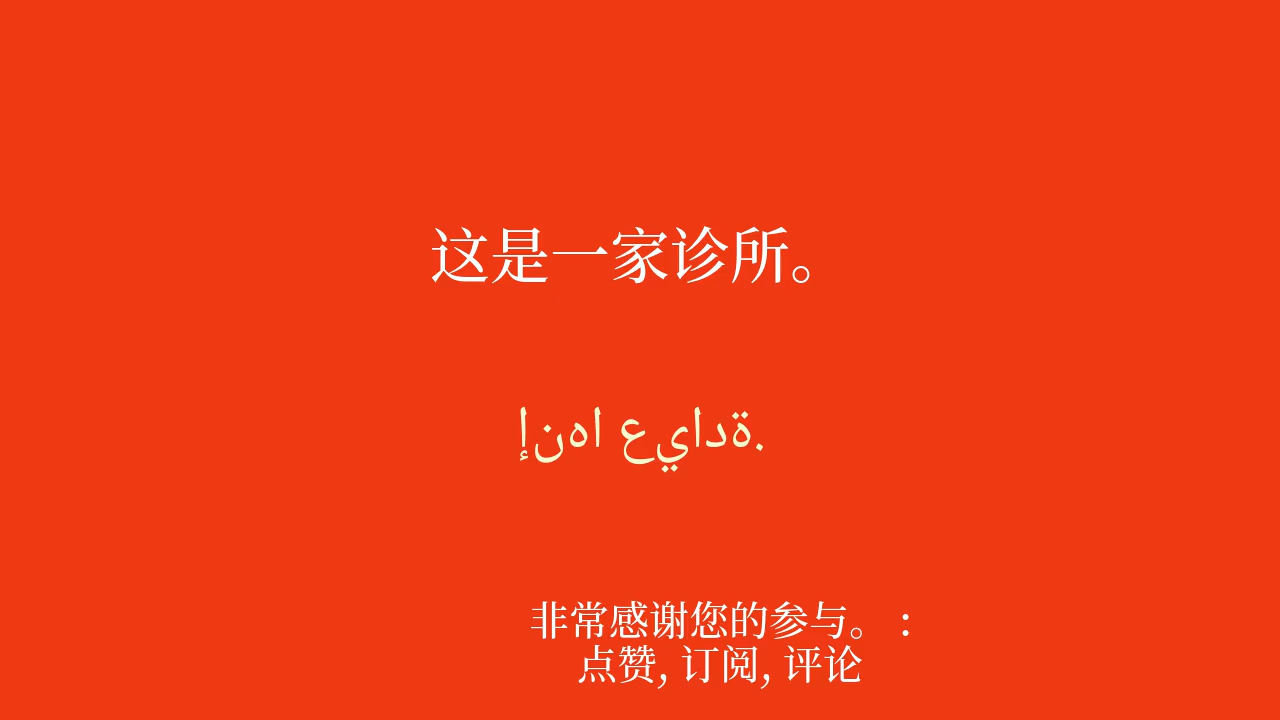 这是一家诊所。
إنها عيادة.
非常感谢您的参与。 :
点赞, 订阅, 评论